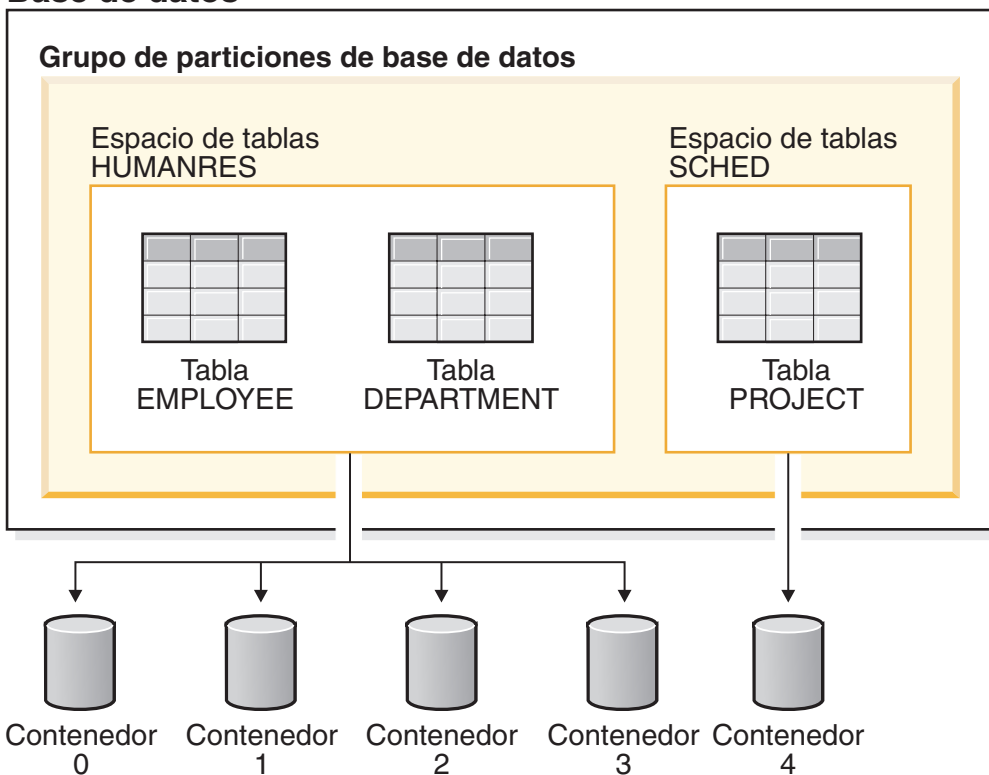 Base de datos
Grupo de particiones de base de datos
Espacio de tablas
HUMANRES
Espacio de tablas
SCHED
Tabla
EMPLOYEE
Tabla
DEPARTMENT
Tabla
PROJECT
Contenedor
0
Contenedor
1
Contenedor
2
Contenedor
3
Contenedor
4